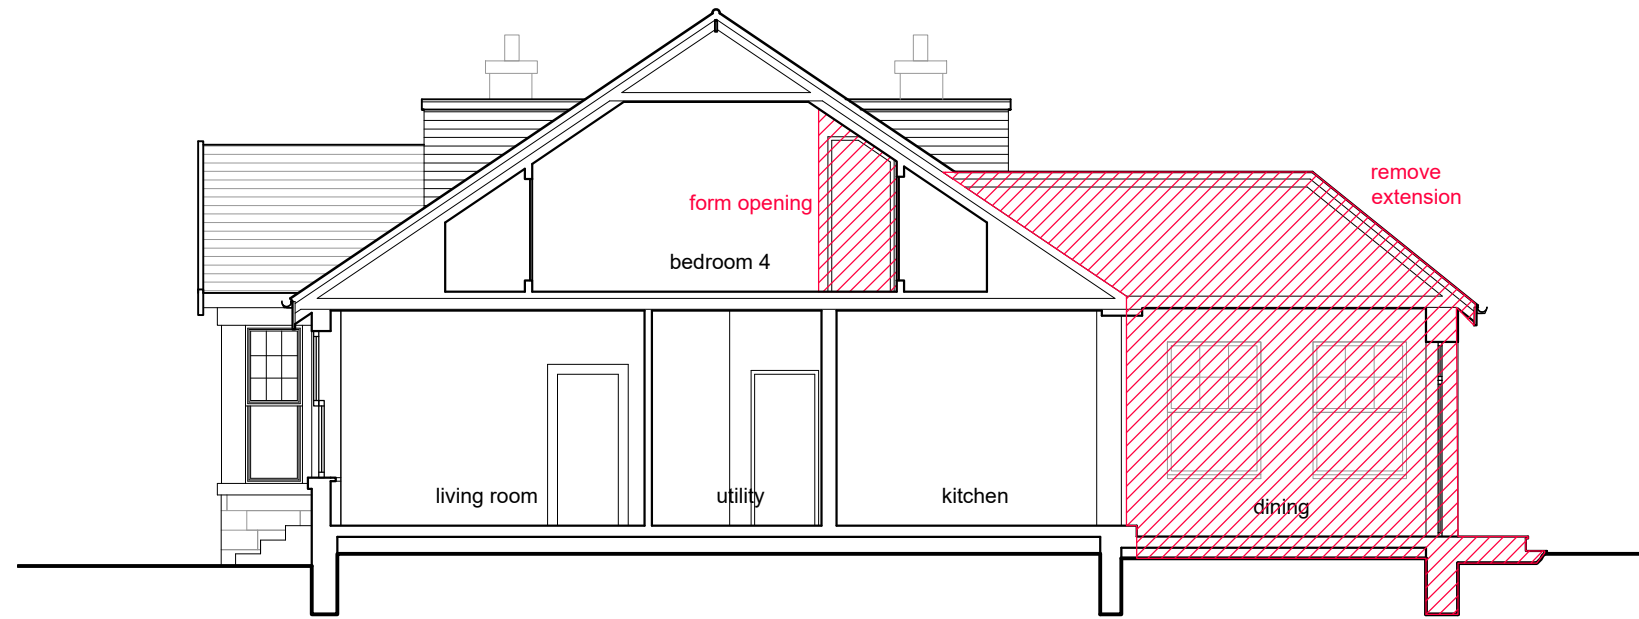 remove
extension
form opening
bedroom 4
living room
utility
kitchen
dining